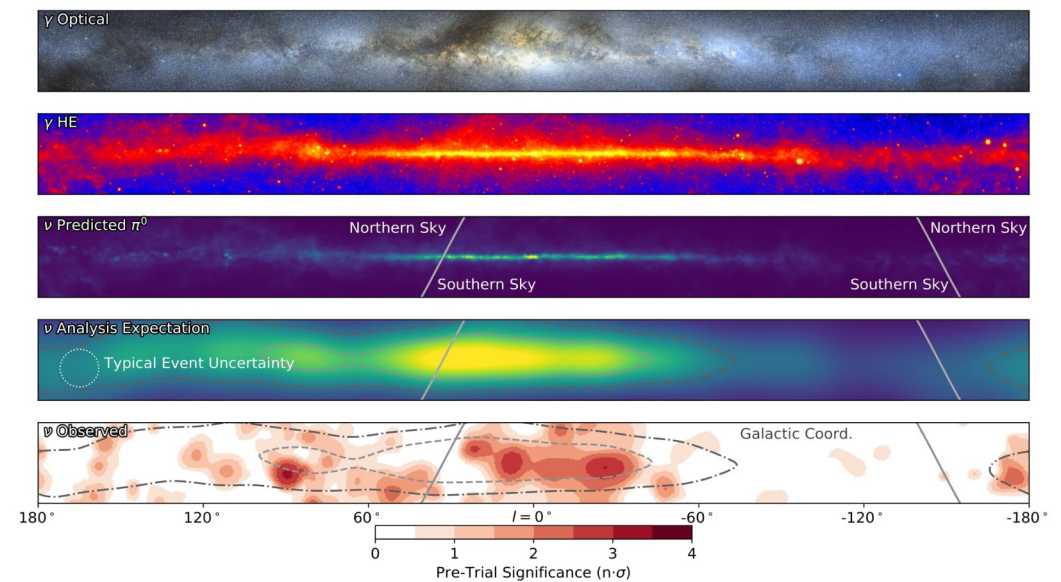 γ Optical
γ HE
ν Predicted π⁰
Northern Sky
Northern Sky
Southern Sky
Southern Sky
ν Analysis Expectation
Typical Event Uncertainty
ν Observed
Galactic Coord.
180° 120° 60° l = 0° -60° -120° -180°
0 1 2 3 4
Pre-Trial Significance (n·σ)